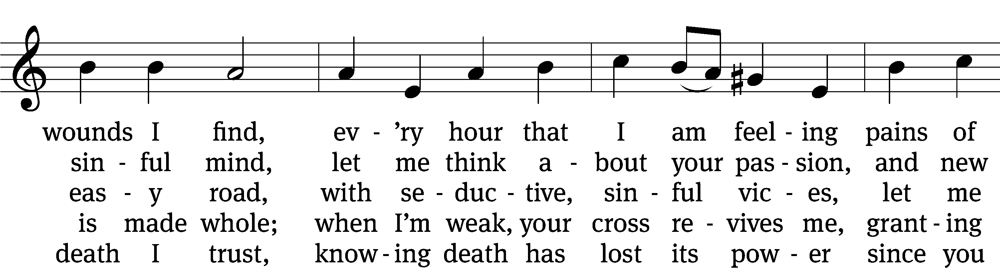 wounds I find, ev - ’ry hour that I am feel - ing pains of
sin - ful mind, let me think a - bout your pas - sion, and new
eas - y road, with se - duc - tive, sin - ful vic - es, let me
is made whole; when I’m weak, your cross re - vives me, grant - ing
death I trust, know - ing death has lost its pow - er since you